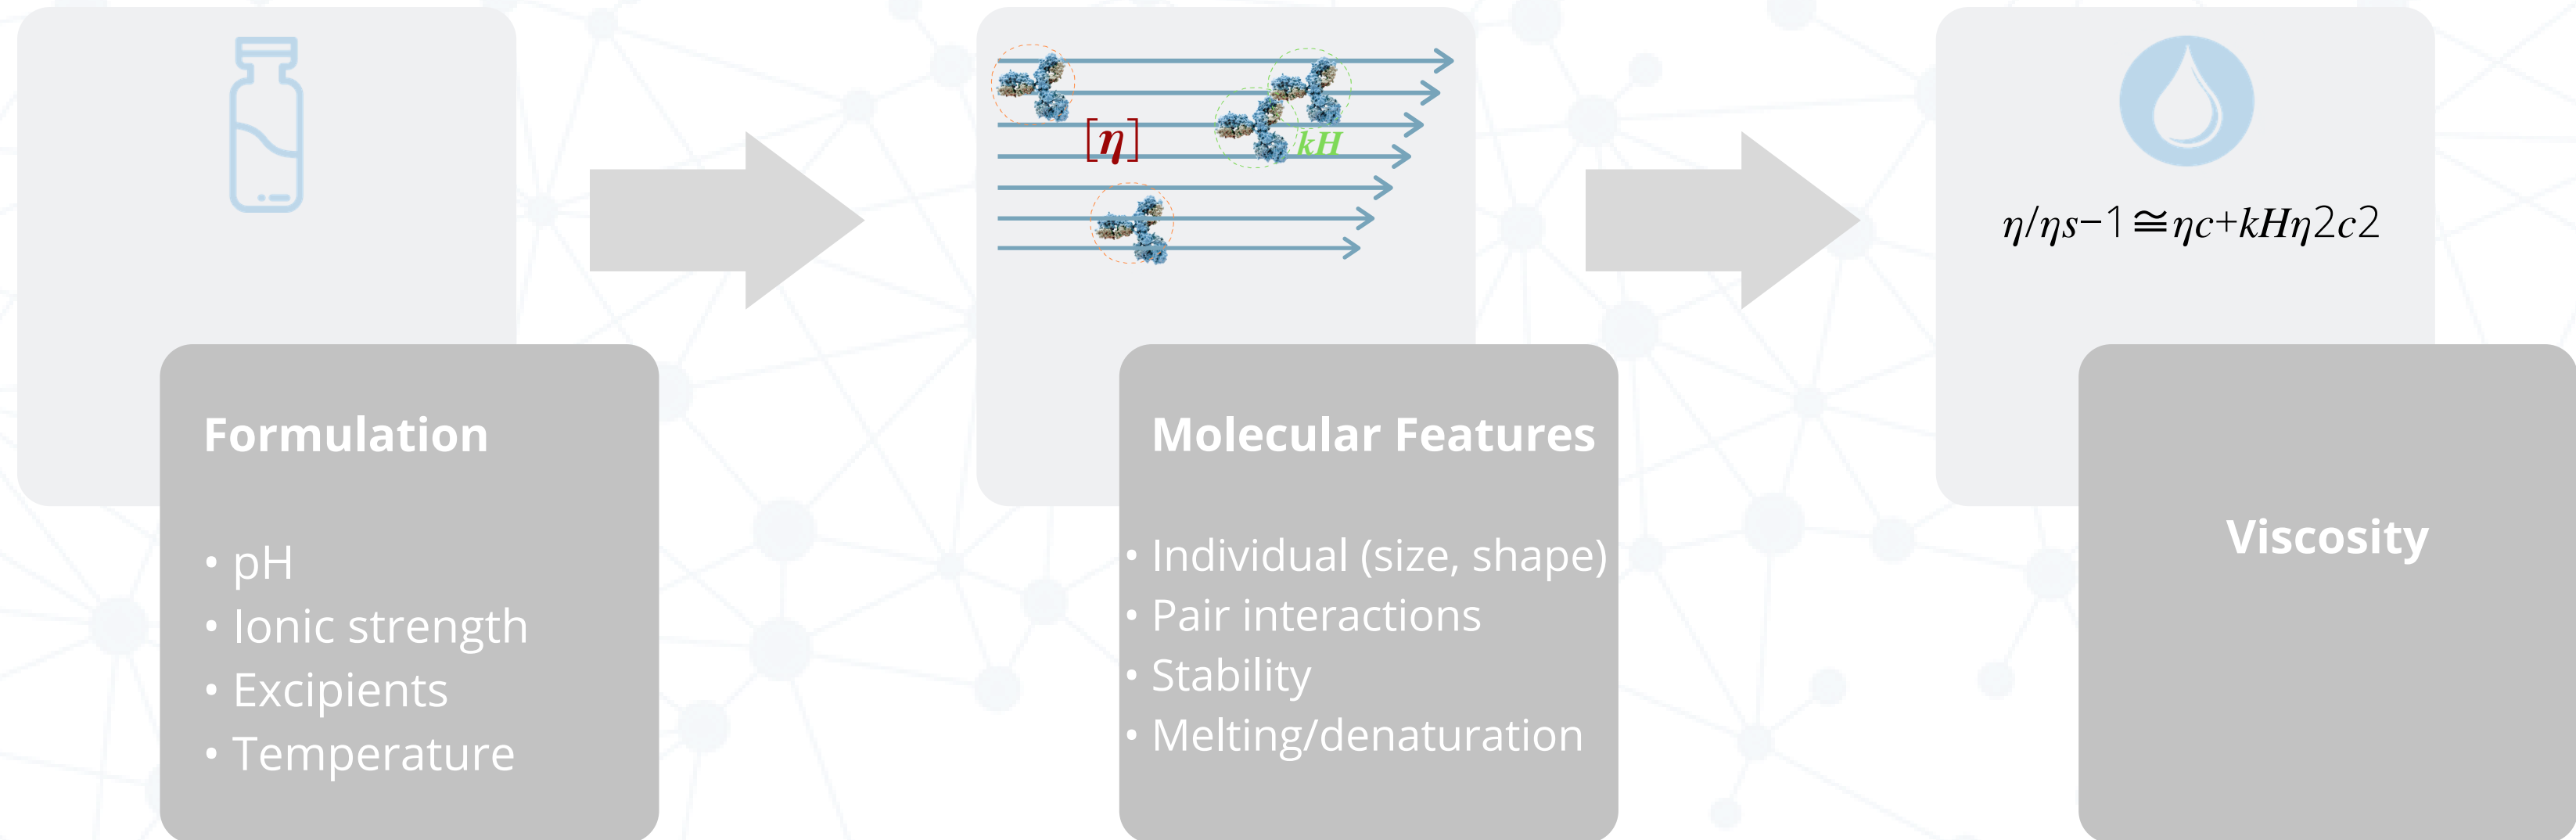 [η]
kH
η/ηs−1≅ηc+kHη2c2
Formulation
• pH
• Ionic strength
• Excipients
• Temperature
Molecular Features
• Individual (size, shape)
• Pair interactions
• Stability
• Melting/denaturation
Viscosity